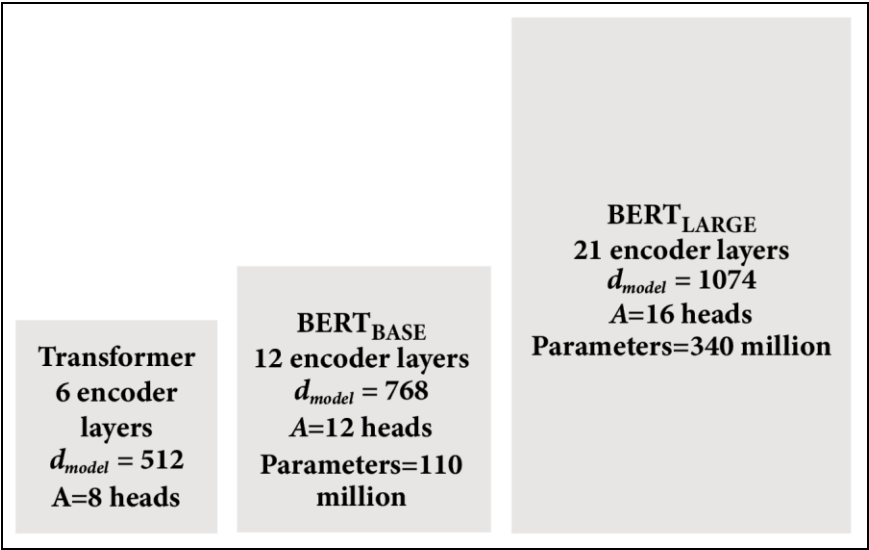 Transformer
6 encoder
layers
d_model = 512
A=8 heads
BERT_BASE
12 encoder layers
d_model = 768
A=12 heads
Parameters=110
million
BERT_LARGE
21 encoder layers
d_model = 1074
A=16 heads
Parameters=340 million